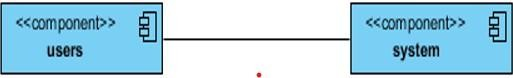 <<component>>
users
<<component>>
system